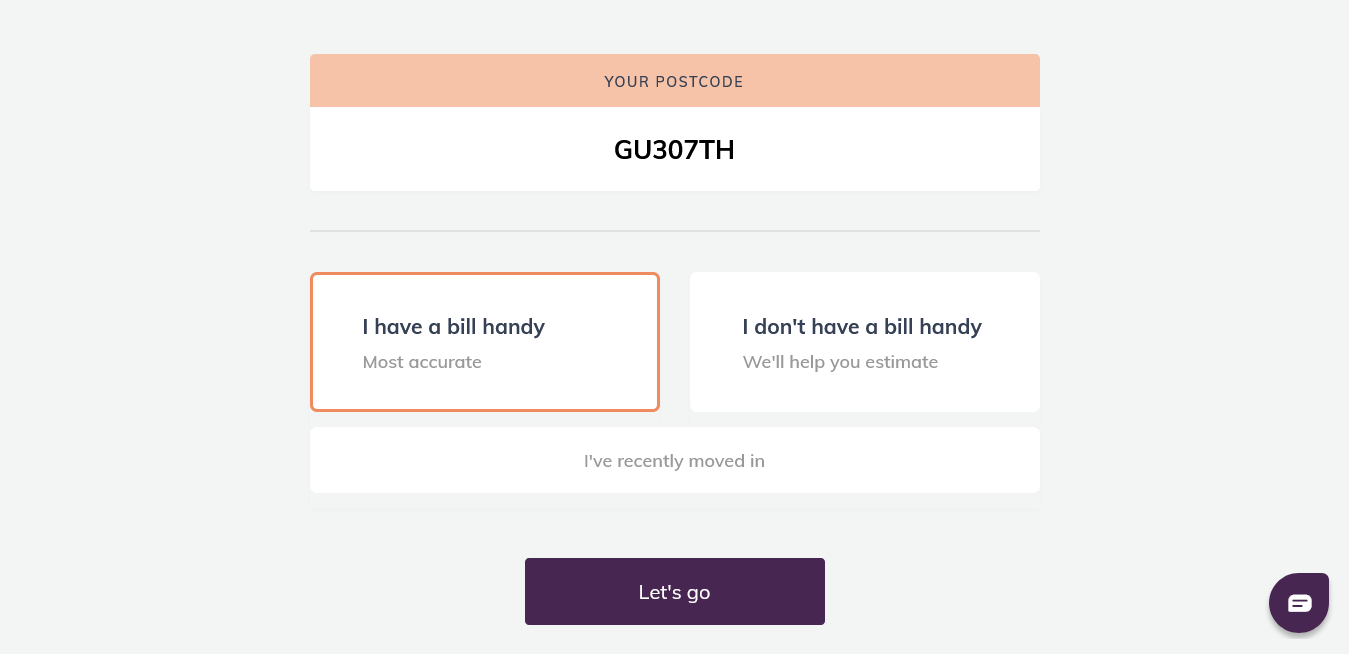 YOUR POSTCODE
GU307TH
I have a bill handy
Most accurate
I don't have a bill handy
We'll help you estimate
I've recently moved in
Let's go